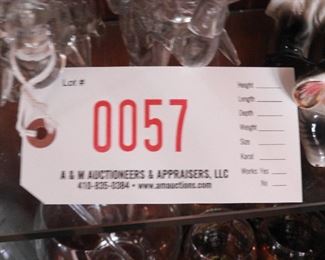 Lot #
0057
A & M AUCTIONEERS & APPRAISERS, LLC
410-835-0384 • www.amauctions.com
Height
Length
Depth
Weight
Size
Karat
Works: Yes
No